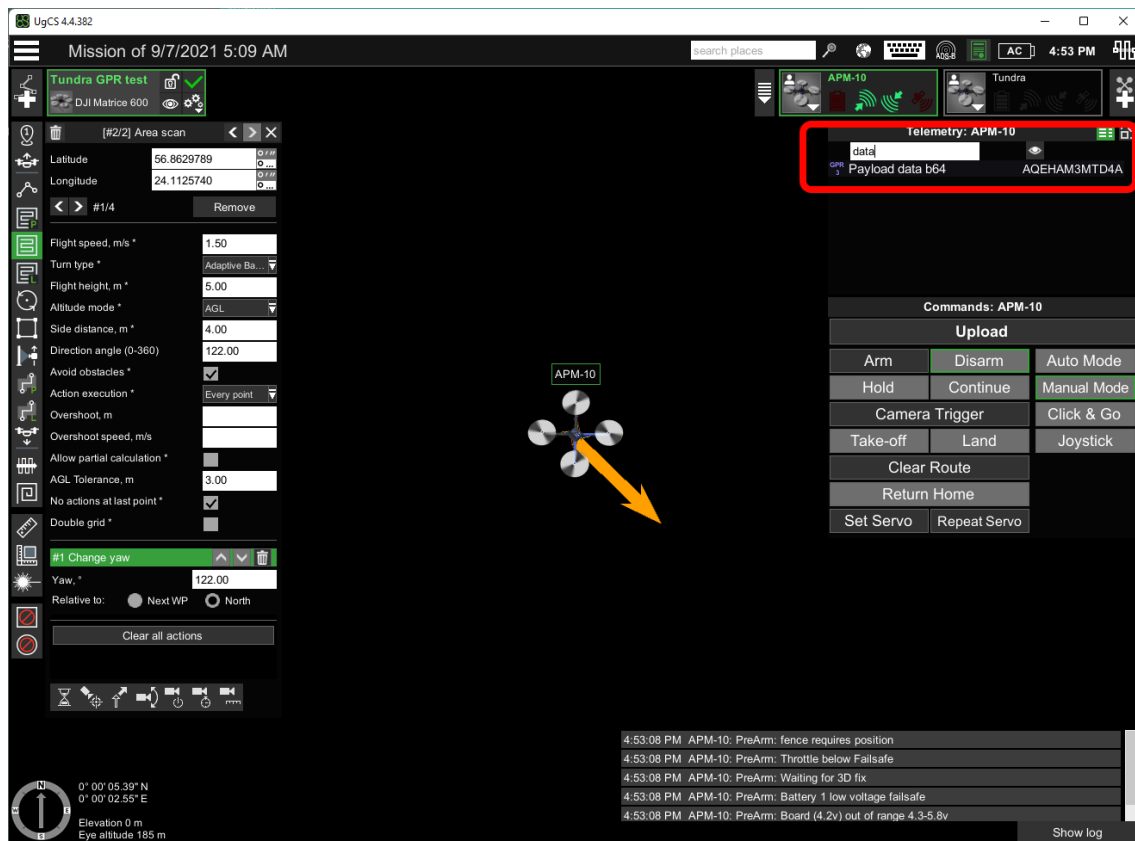 UgCS 4.4.382
Mission of 9/7/2021 5:09 AM
search places
ADS-B
AC
4:53 PM
Tundra GPR test
DJI Matrice 600
APM-10
Tundra
[#2/2] Area scan
Latitude 56.8629789
Longitude 24.1125740
#1/4 Remove
Flight speed, m/s * 1.50
Turn type * Adaptive Ba...
Flight height, m * 5.00
Altitude mode * AGL
Side distance, m * 4.00
Direction angle (0-360) 122.00
Avoid obstacles *
Action execution * Every point
Overshoot, m
Overshoot speed, m/s
Allow partial calculation *
AGL Tolerance, m 3.00
No actions at last point *
Double grid *
#1 Change yaw
Yaw, ° 122.00
Relative to: Next WP North
Clear all actions
Telemetry: APM-10
data
GPR 3 Payload data b64 AQEHAM3MTD4A
Commands: APM-10
Upload
Arm Disarm Auto Mode
Hold Continue Manual Mode
Camera Trigger Click & Go
Take-off Land Joystick
Clear Route
Return Home
Set Servo Repeat Servo
APM-10
4:53:08 PM APM-10: PreArm: fence requires position
4:53:08 PM APM-10: PreArm: Throttle below Failsafe
4:53:08 PM APM-10: PreArm: Waiting for 3D fix
4:53:08 PM APM-10: PreArm: Battery 1 low voltage failsafe
4:53:08 PM APM-10: PreArm: Board (4.2v) out of range 4.3-5.8v
Show log
N
W
E
S
0° 00' 05.39" N
0° 00' 02.55" E
Elevation 0 m
Eye altitude 185 m